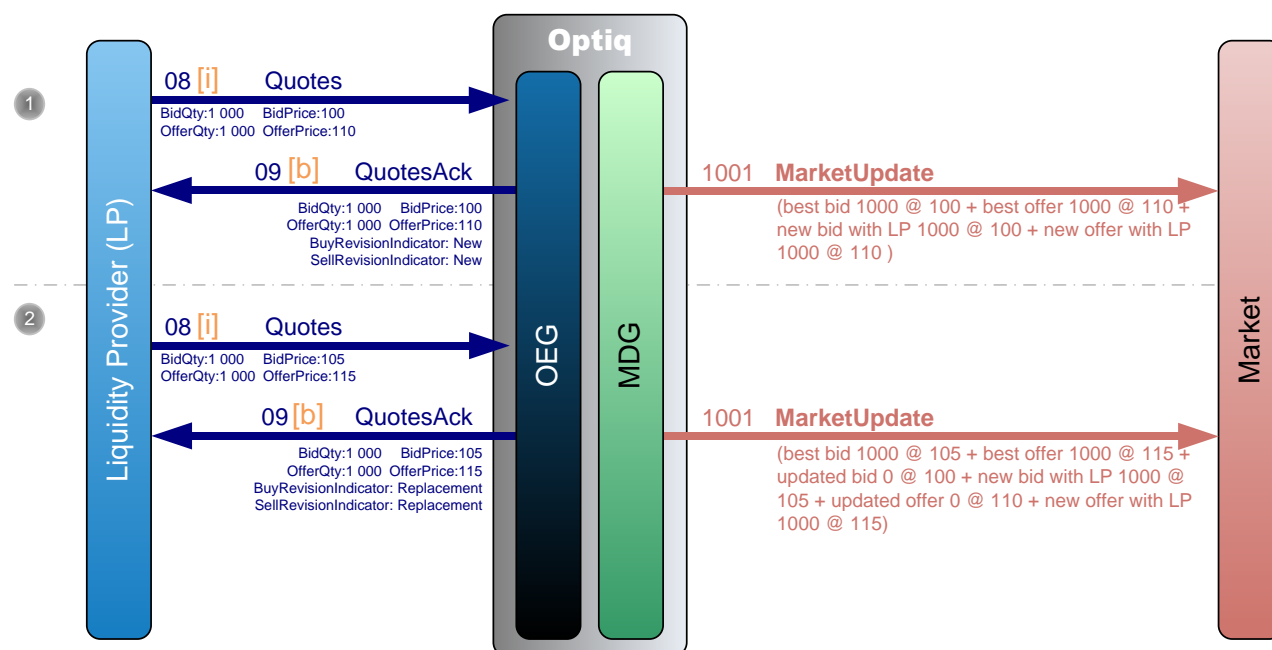 Optiq
1
08 [i] Quotes
BidQty:1 000 BidPrice:100
OfferQty:1 000 OfferPrice:110
09 [b] QuotesAck
BidQty:1 000 BidPrice:100
OfferQty:1 000 OfferPrice:110
BuyRevisionIndicator: New
SellRevisionIndicator: New
1001 MarketUpdate
(best bid 1000 @ 100 + best offer 1000 @ 110 +
new bid with LP 1000 @ 100 + new offer with LP
1000 @ 110 )
2
08 [i] Quotes
BidQty:1 000 BidPrice:105
OfferQty:1 000 OfferPrice:115
09 [b] QuotesAck
BidQty:1 000 BidPrice:105
OfferQty:1 000 OfferPrice:115
BuyRevisionIndicator: Replacement
SellRevisionIndicator: Replacement
1001 MarketUpdate
(best bid 1000 @ 105 + best offer 1000 @ 115 +
updated bid 0 @ 100 + new bid with LP 1000 @
105 + updated offer 0 @ 110 + new offer with LP
1000 @ 115)
Liquidity Provider (LP)
OEG
MDG
Market